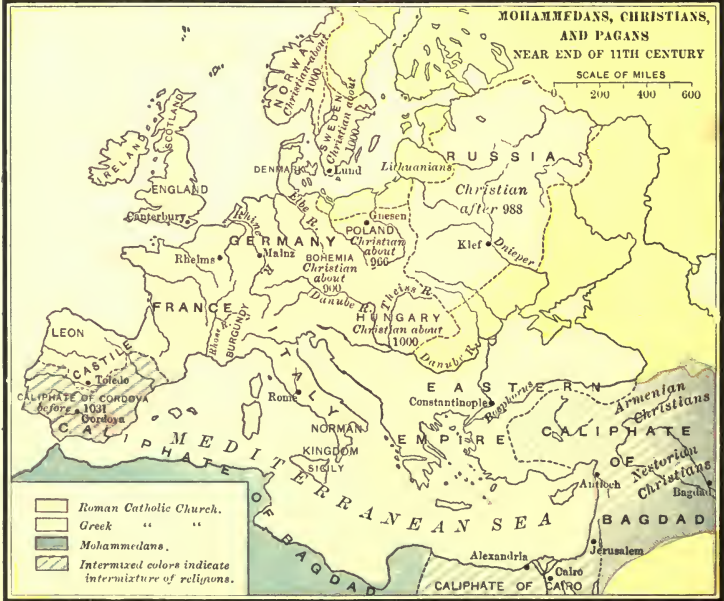 MOHAMMEDANS, CHRISTIANS,
AND PAGANS
NEAR END OF 11TH CENTURY
SCALE OF MILES
0 200 400 600
NORWAY
Christian about
1000
SWEDEN
Christian about
1000
SCOTLAND
IRELAND
ENGLAND
Canterbury
DENMARK
Lund
Lithuanians
RUSSIA
Christian
after 988
Kief
Dnieper
Elbe R.
Rhine
R.
GERMANY
Mainz
Rheims
Gnesen
POLAND
Christian
about
966
BOHEMIA
Christian
about
900
Danube R.
Theiss R.
HUNGARY
Christian about
1000
Danube R.
FRANCE
Rhone R.
BURGUNDY
LEON
CASTILE
Toledo
CALIPHATE OF CORDOVA
before 1031
Cordova
ITALY
Rome
NORMAN
KINGDOM
SICILY
EASTERN
EMPIRE
Constantinople
Bosphorus
Armenian
Christians
CALIPHATE
OF
BAGDAD
Nestorian
Christians
Bagdad
Antioch
Jerusalem
MEDITERRANEAN SEA
CALIPHATE OF BAGDAD
Alexandria
Cairo
CALIPHATE OF CAIRO
Roman Catholic Church.
Greek “ “
Mohammedans.
Intermixed colors indicate
intermixture of religions.